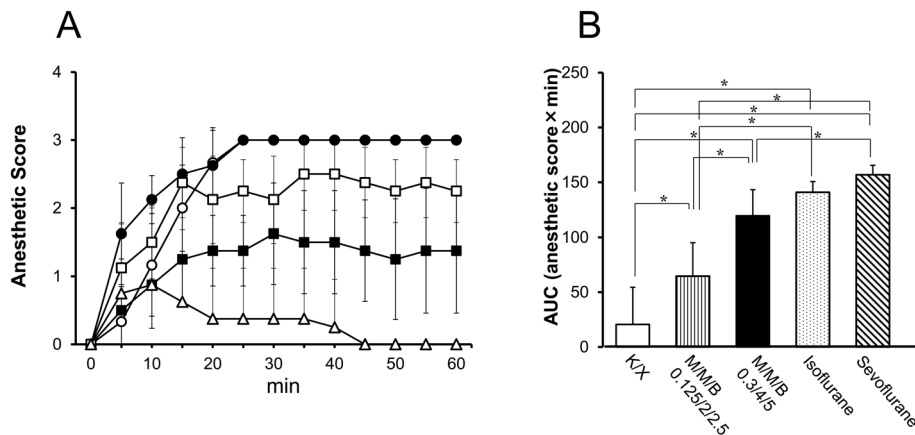 A
Anesthetic Score
4
3
2
1
0
0
10
20
30
40
50
60
min
B
AUC (anesthetic score × min)
250
200
150
100
50
0
*
*
*
*
*
*
*
*
K/X
M/M/B
0.125/2/2.5
M/M/B
0.3/4/5
Isoflurane
Sevoflurane